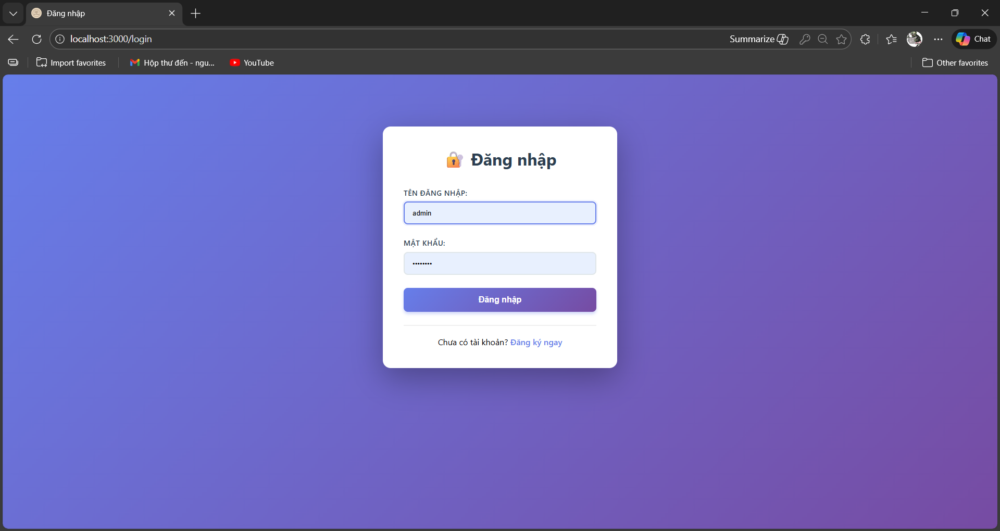 Đăng nhập
localhost:3000/login
Summarize
Chat
Import favorites
Hộp thư đến - ngu...
YouTube
Other favorites
Đăng nhập
TÊN ĐĂNG NHẬP:
admin
MẬT KHẨU:
••••••••
Đăng nhập
Chưa có tài khoản? Đăng ký ngay